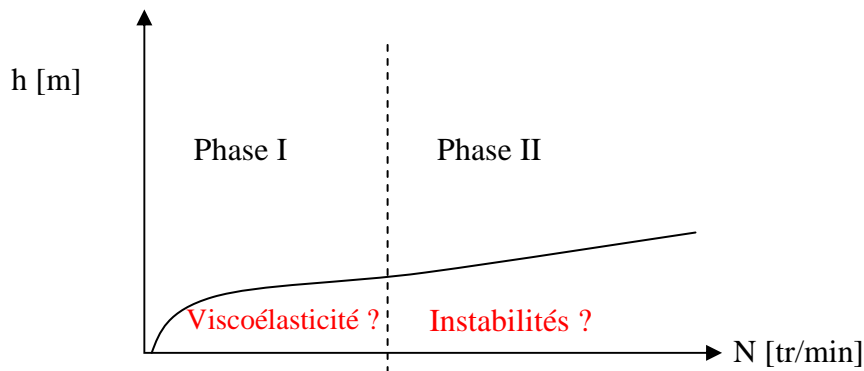 h [m]
Phase I
Phase II
Viscoélasticité ?
Instabilités ?
N [tr/min]